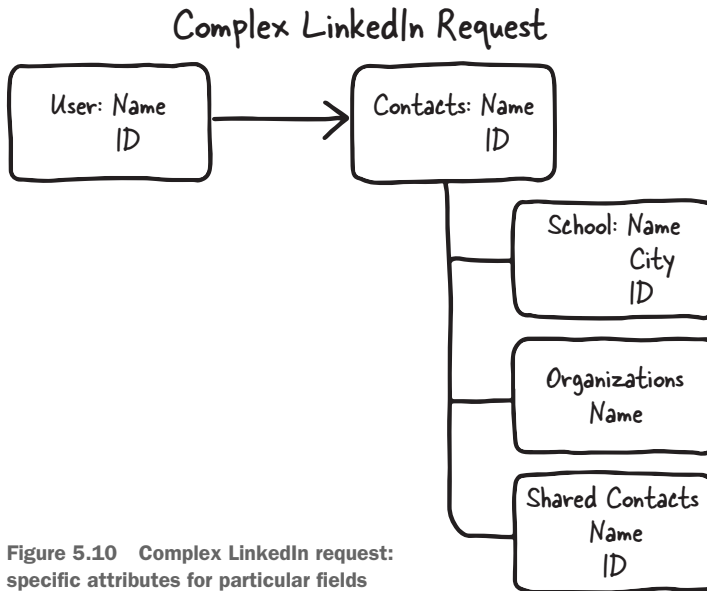 Complex LinkedIn Request
User: Name
ID
Contacts: Name
ID
School: Name
City
ID
Organizations
Name
Shared Contacts
Name
ID
Figure 5.10 Complex LinkedIn request:
specific attributes for particular fields